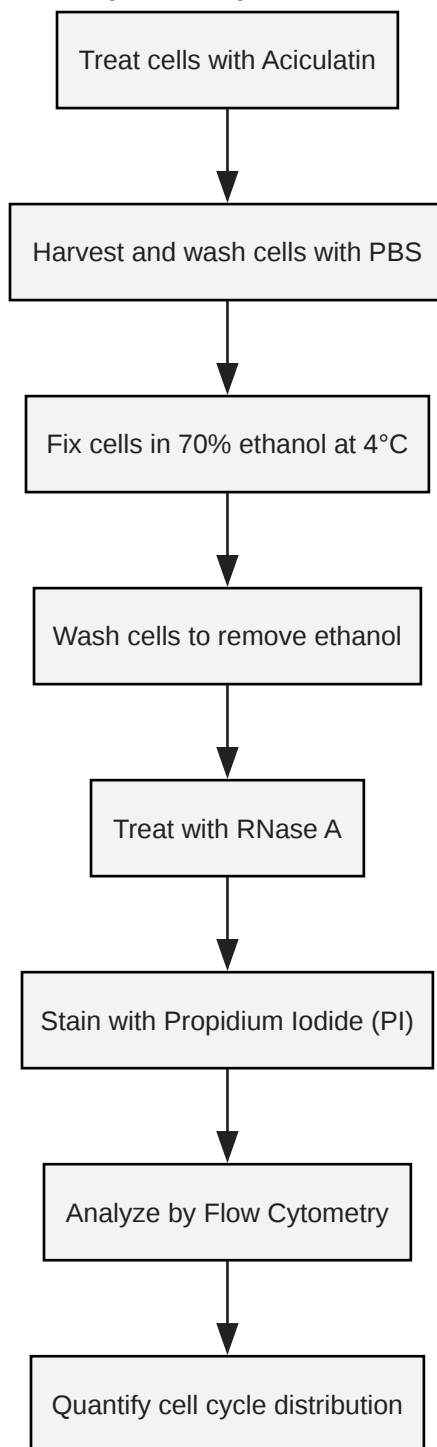 Treat cells with Aciculatin
Harvest and wash cells with PBS
Fix cells in 70% ethanol at 4°C
Wash cells to remove ethanol
Treat with RNase A
Stain with Propidium Iodide (PI)
Analyze by Flow Cytometry
Quantify cell cycle distribution